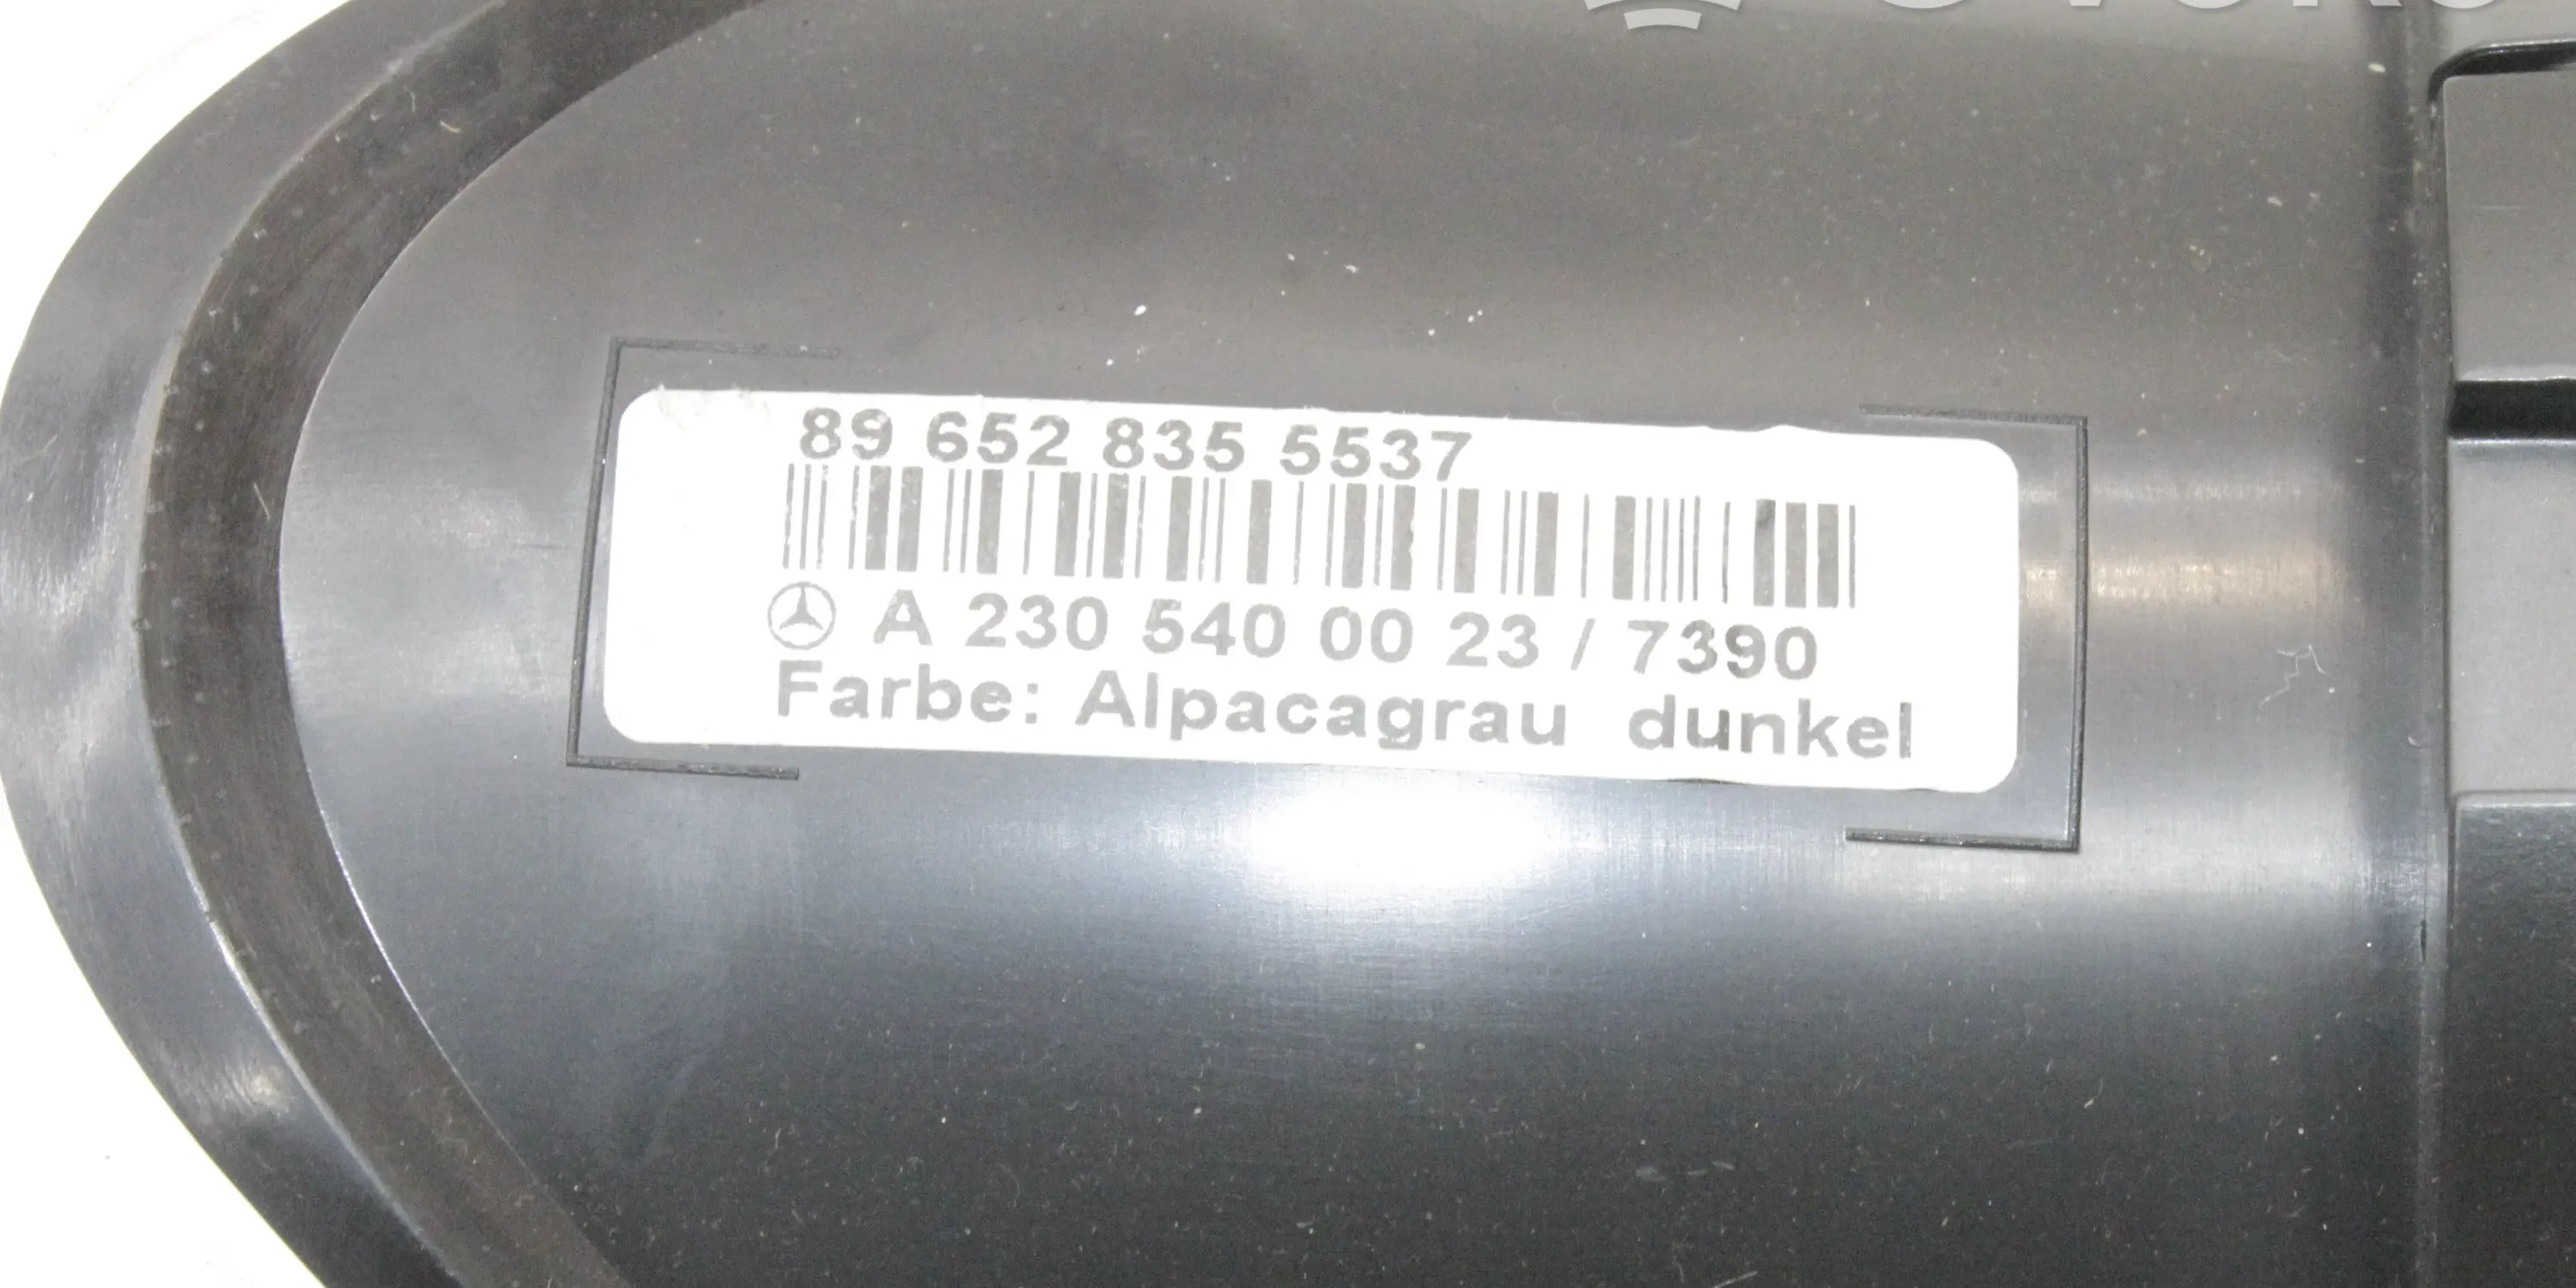 89 652 835 5537
A 230 540 00 23 / 7390
Farbe: Alpacagrau dunkel